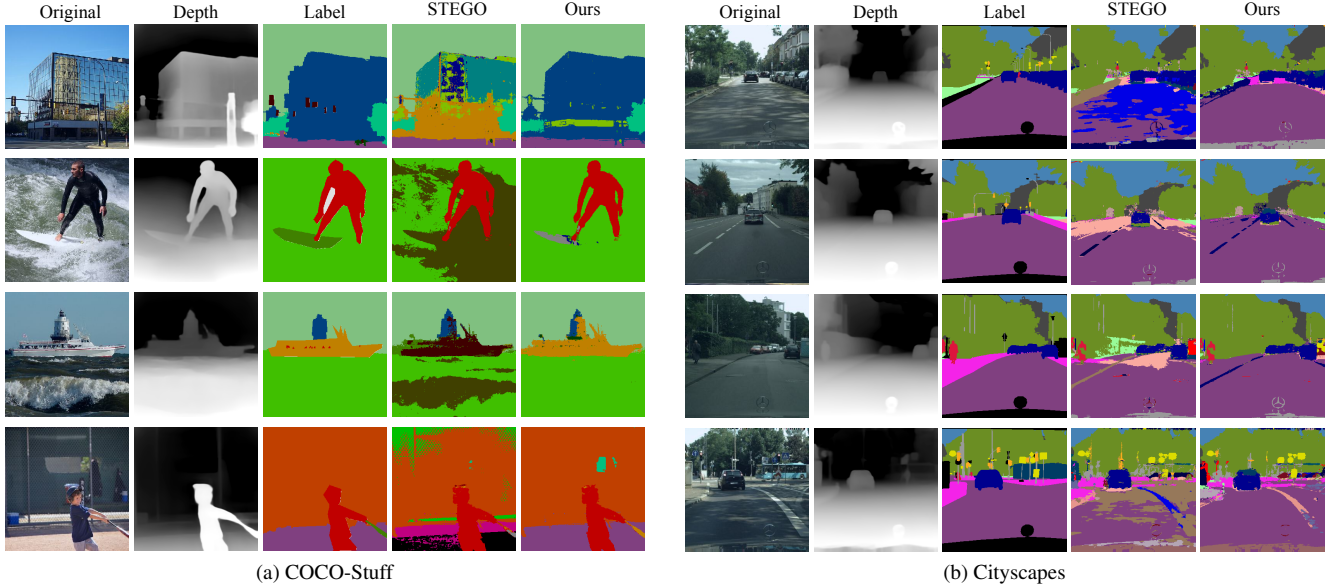 Original Depth Label STEGO Ours
Original Depth Label STEGO Ours
(a) COCO-Stuff
(b) Cityscapes